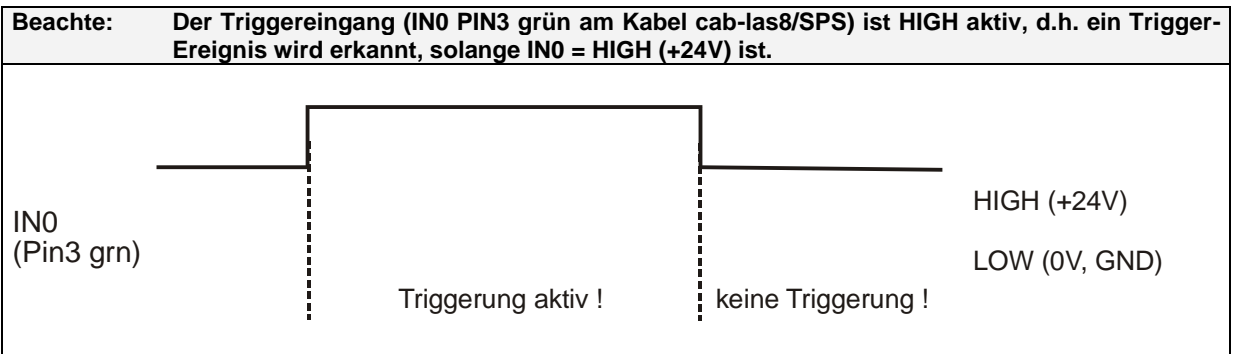 Beachte: Der Triggereingang (IN0 PIN3 grün am Kabel cab-las8/SPS) ist HIGH aktiv, d.h. ein Trigger-
Ereignis wird erkannt, solange IN0 = HIGH (+24V) ist.
HIGH (+24V)
IN0
(Pin3 grn)
LOW (0V, GND)
Triggerung aktiv !
keine Triggerung !